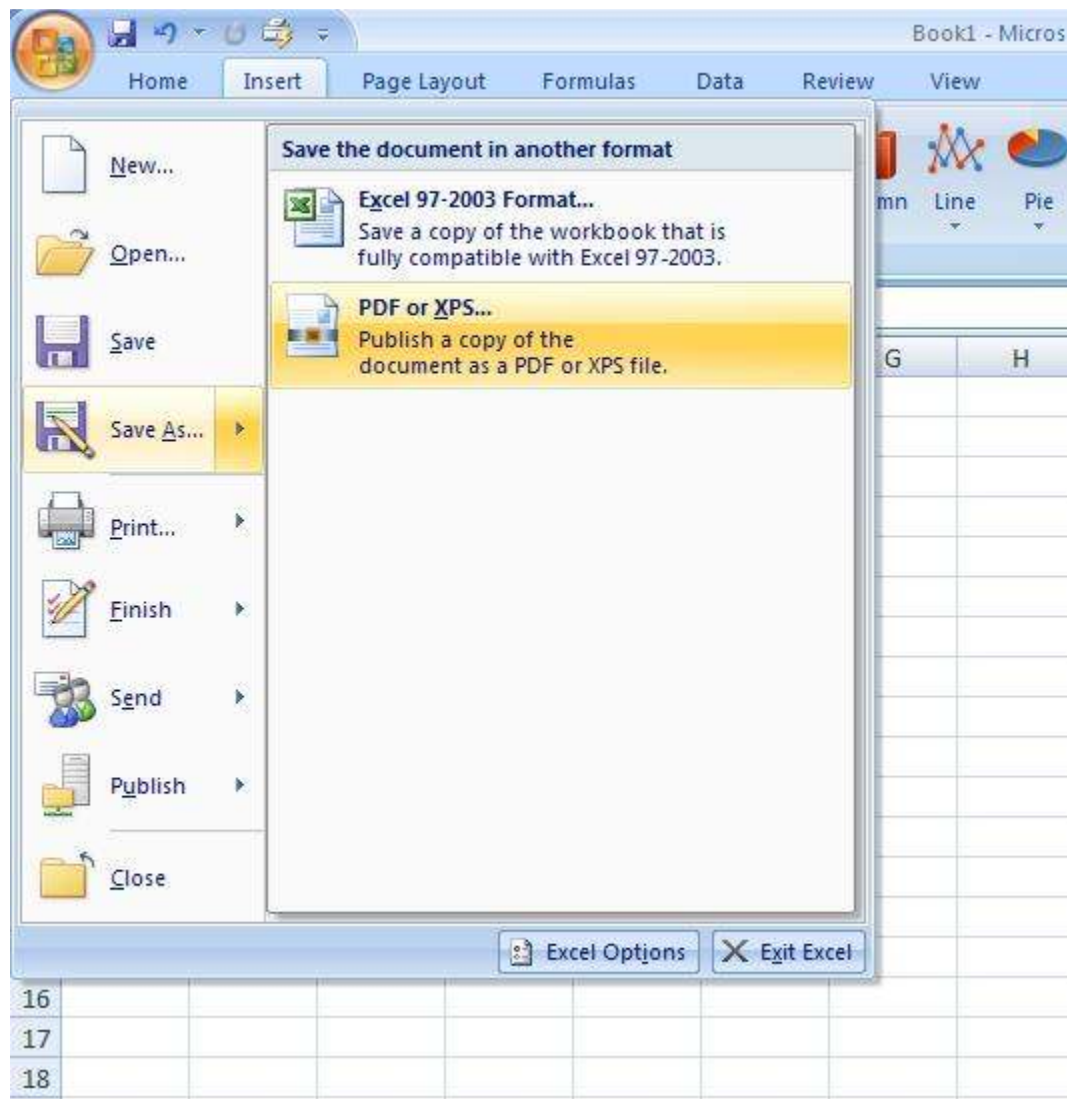 Book1 - Micros
Home Insert Page Layout Formulas Data Review View
New...
Open...
Save
Save As...
Print...
Finish
Send
Publish
Close
Save the document in another format
Excel 97-2003 Format...
Save a copy of the workbook that is
fully compatible with Excel 97-2003.
PDF or XPS...
Publish a copy of the
document as a PDF or XPS file.
mn Line Pie
G H
Excel Options Exit Excel
16
17
18